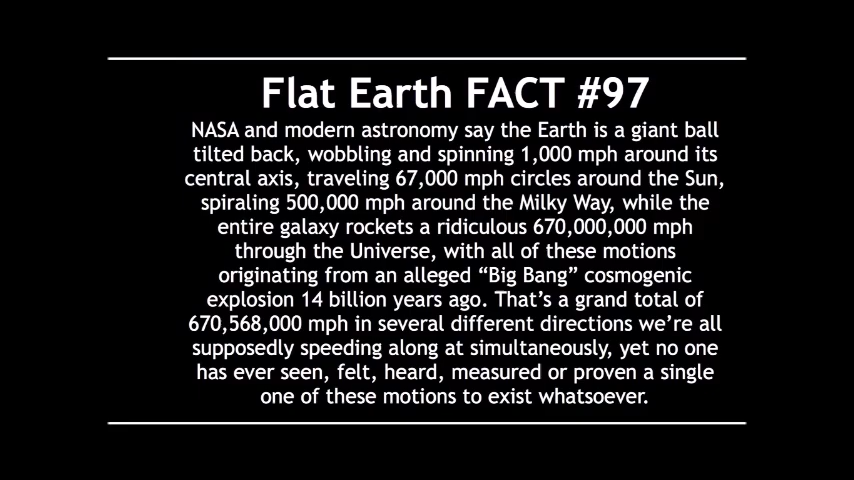 Flat Earth FACT #97
NASA and modern astronomy say the Earth is a giant ball
tilted back, wobbling and spinning 1,000 mph around its
central axis, traveling 67,000 mph circles around the Sun,
spiraling 500,000 mph around the Milky Way, while the
entire galaxy rockets a ridiculous 670,000,000 mph
through the Universe, with all of these motions
originating from an alleged “Big Bang” cosmogenic
explosion 14 billion years ago. That’s a grand total of
670,568,000 mph in several different directions we’re all
supposedly speeding along at simultaneously, yet no one
has ever seen, felt, heard, measured or proven a single
one of these motions to exist whatsoever.